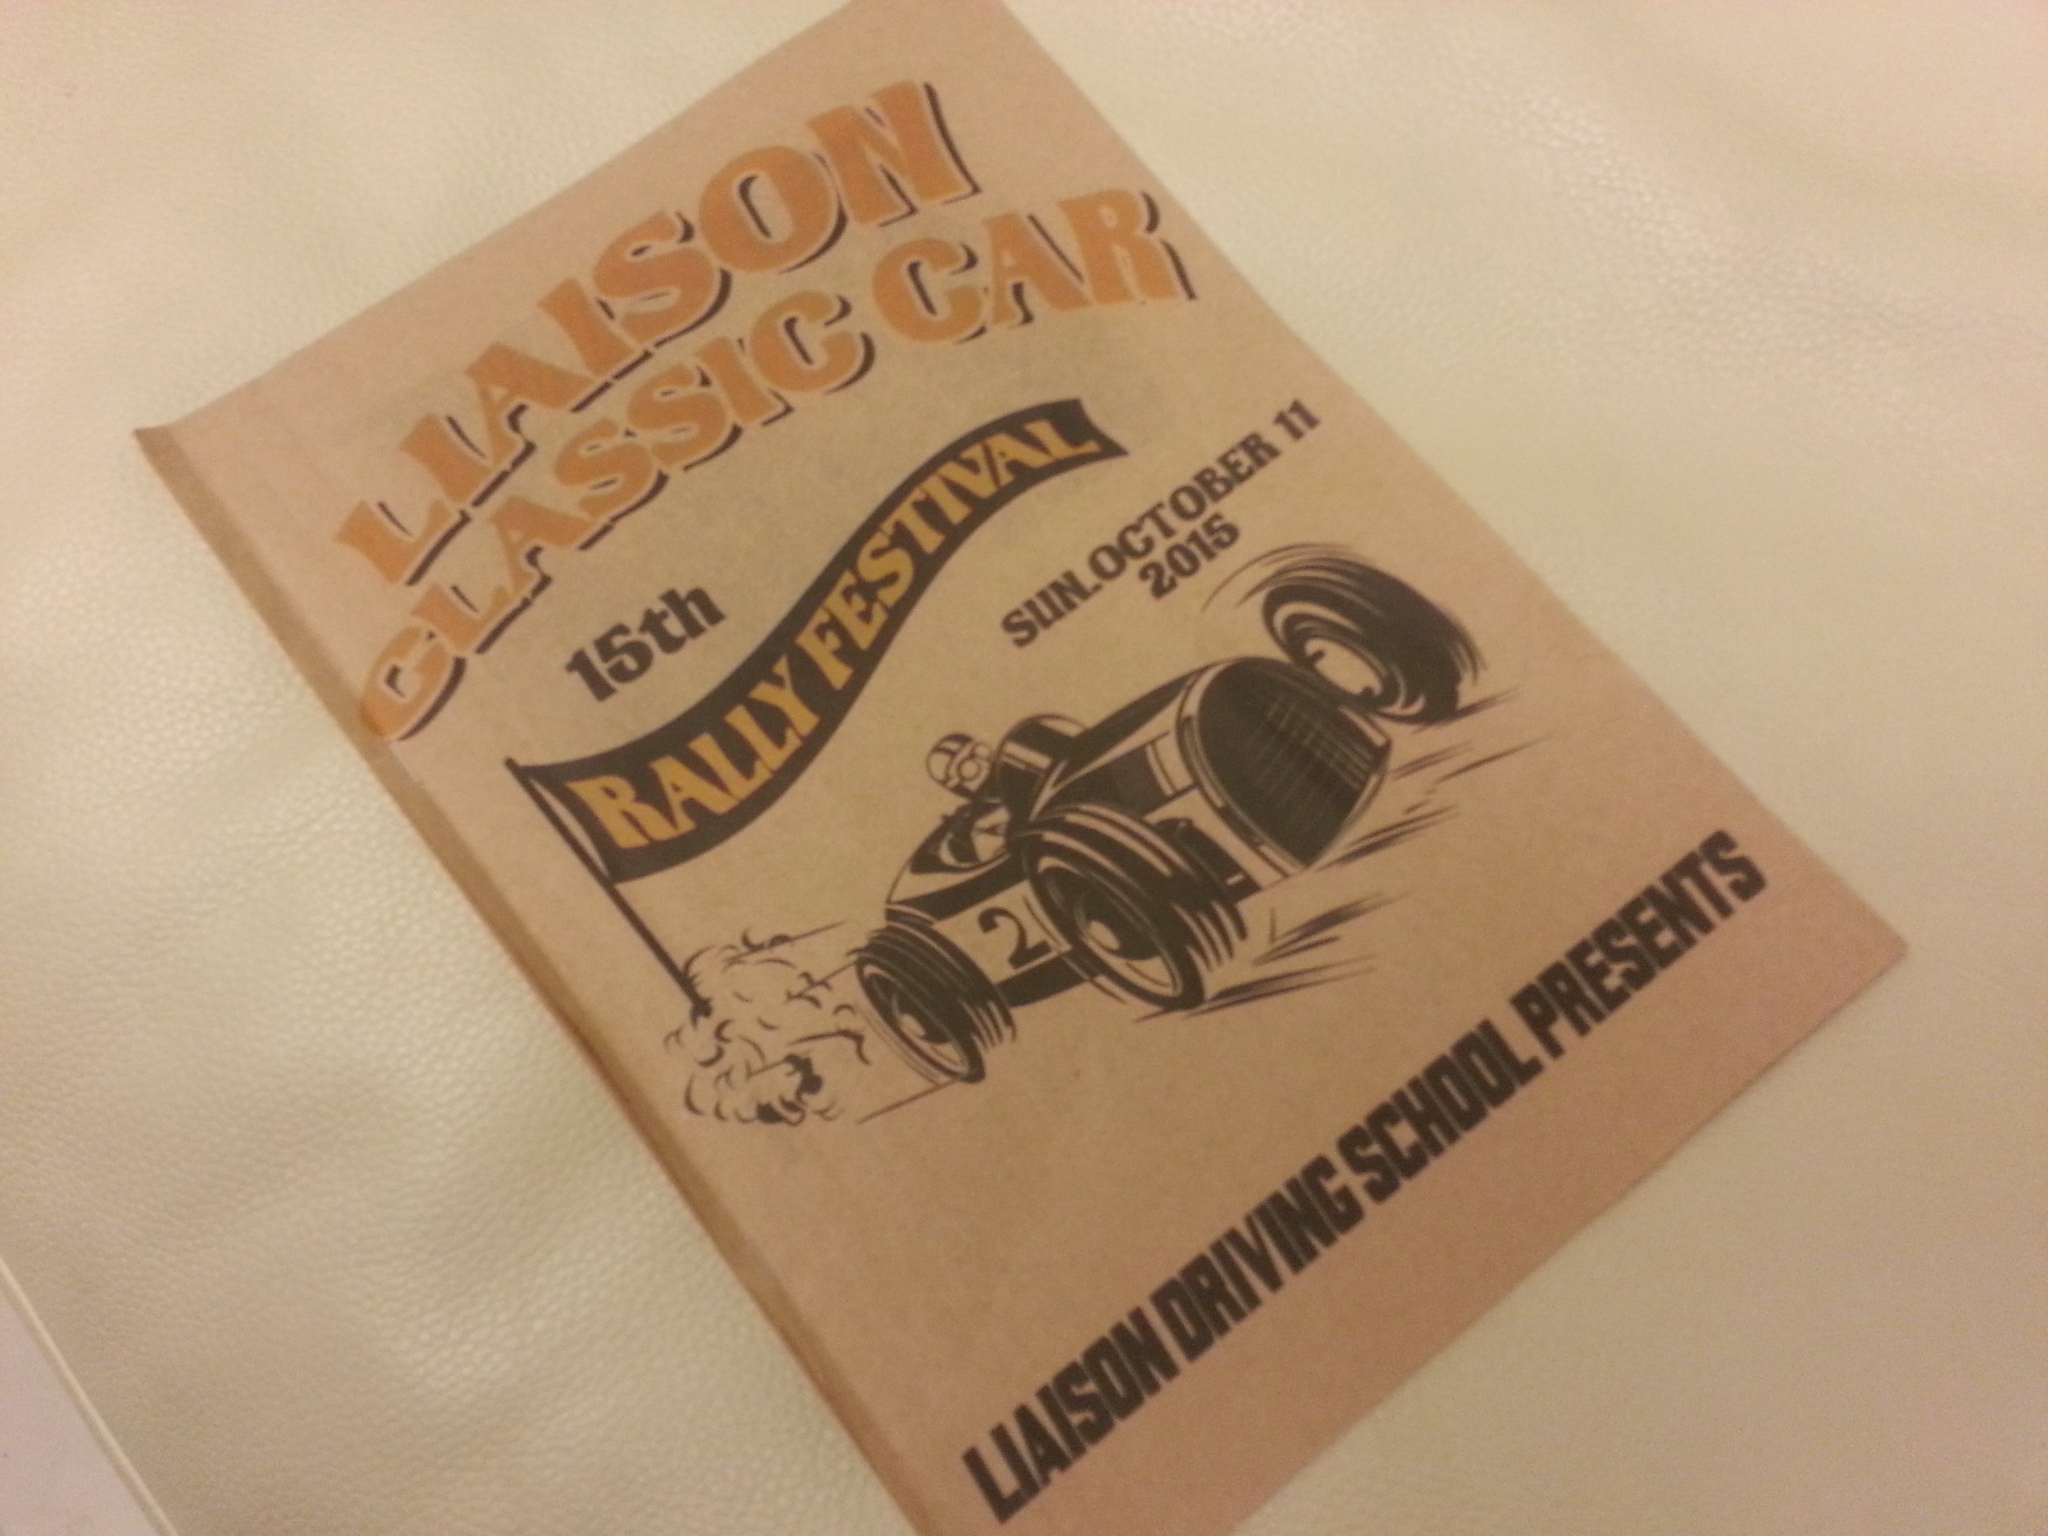 LIAISON
CLASSIC CAR
15th
RALLY FESTIVAL
SUN.OCTOBER 11
2015
2
LIAISON DRIVING SCHOOL PRESENTS